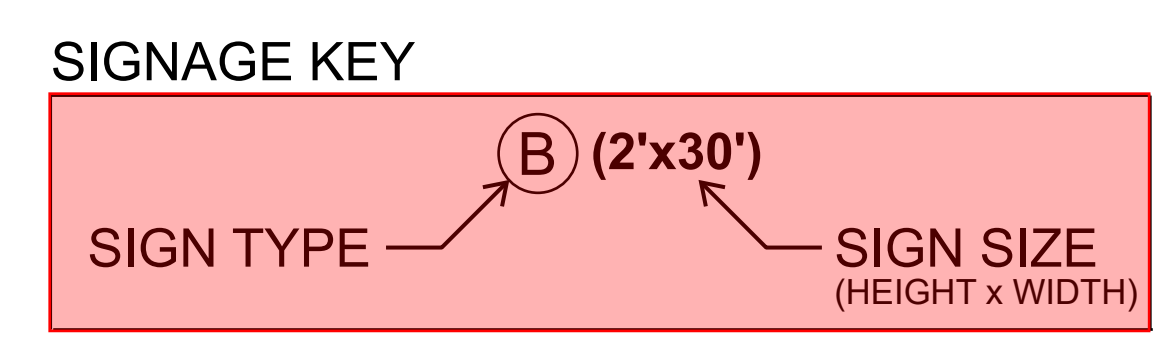 SIGNAGE KEY
B (2'x30')
SIGN TYPE
SIGN SIZE
(HEIGHT x WIDTH)